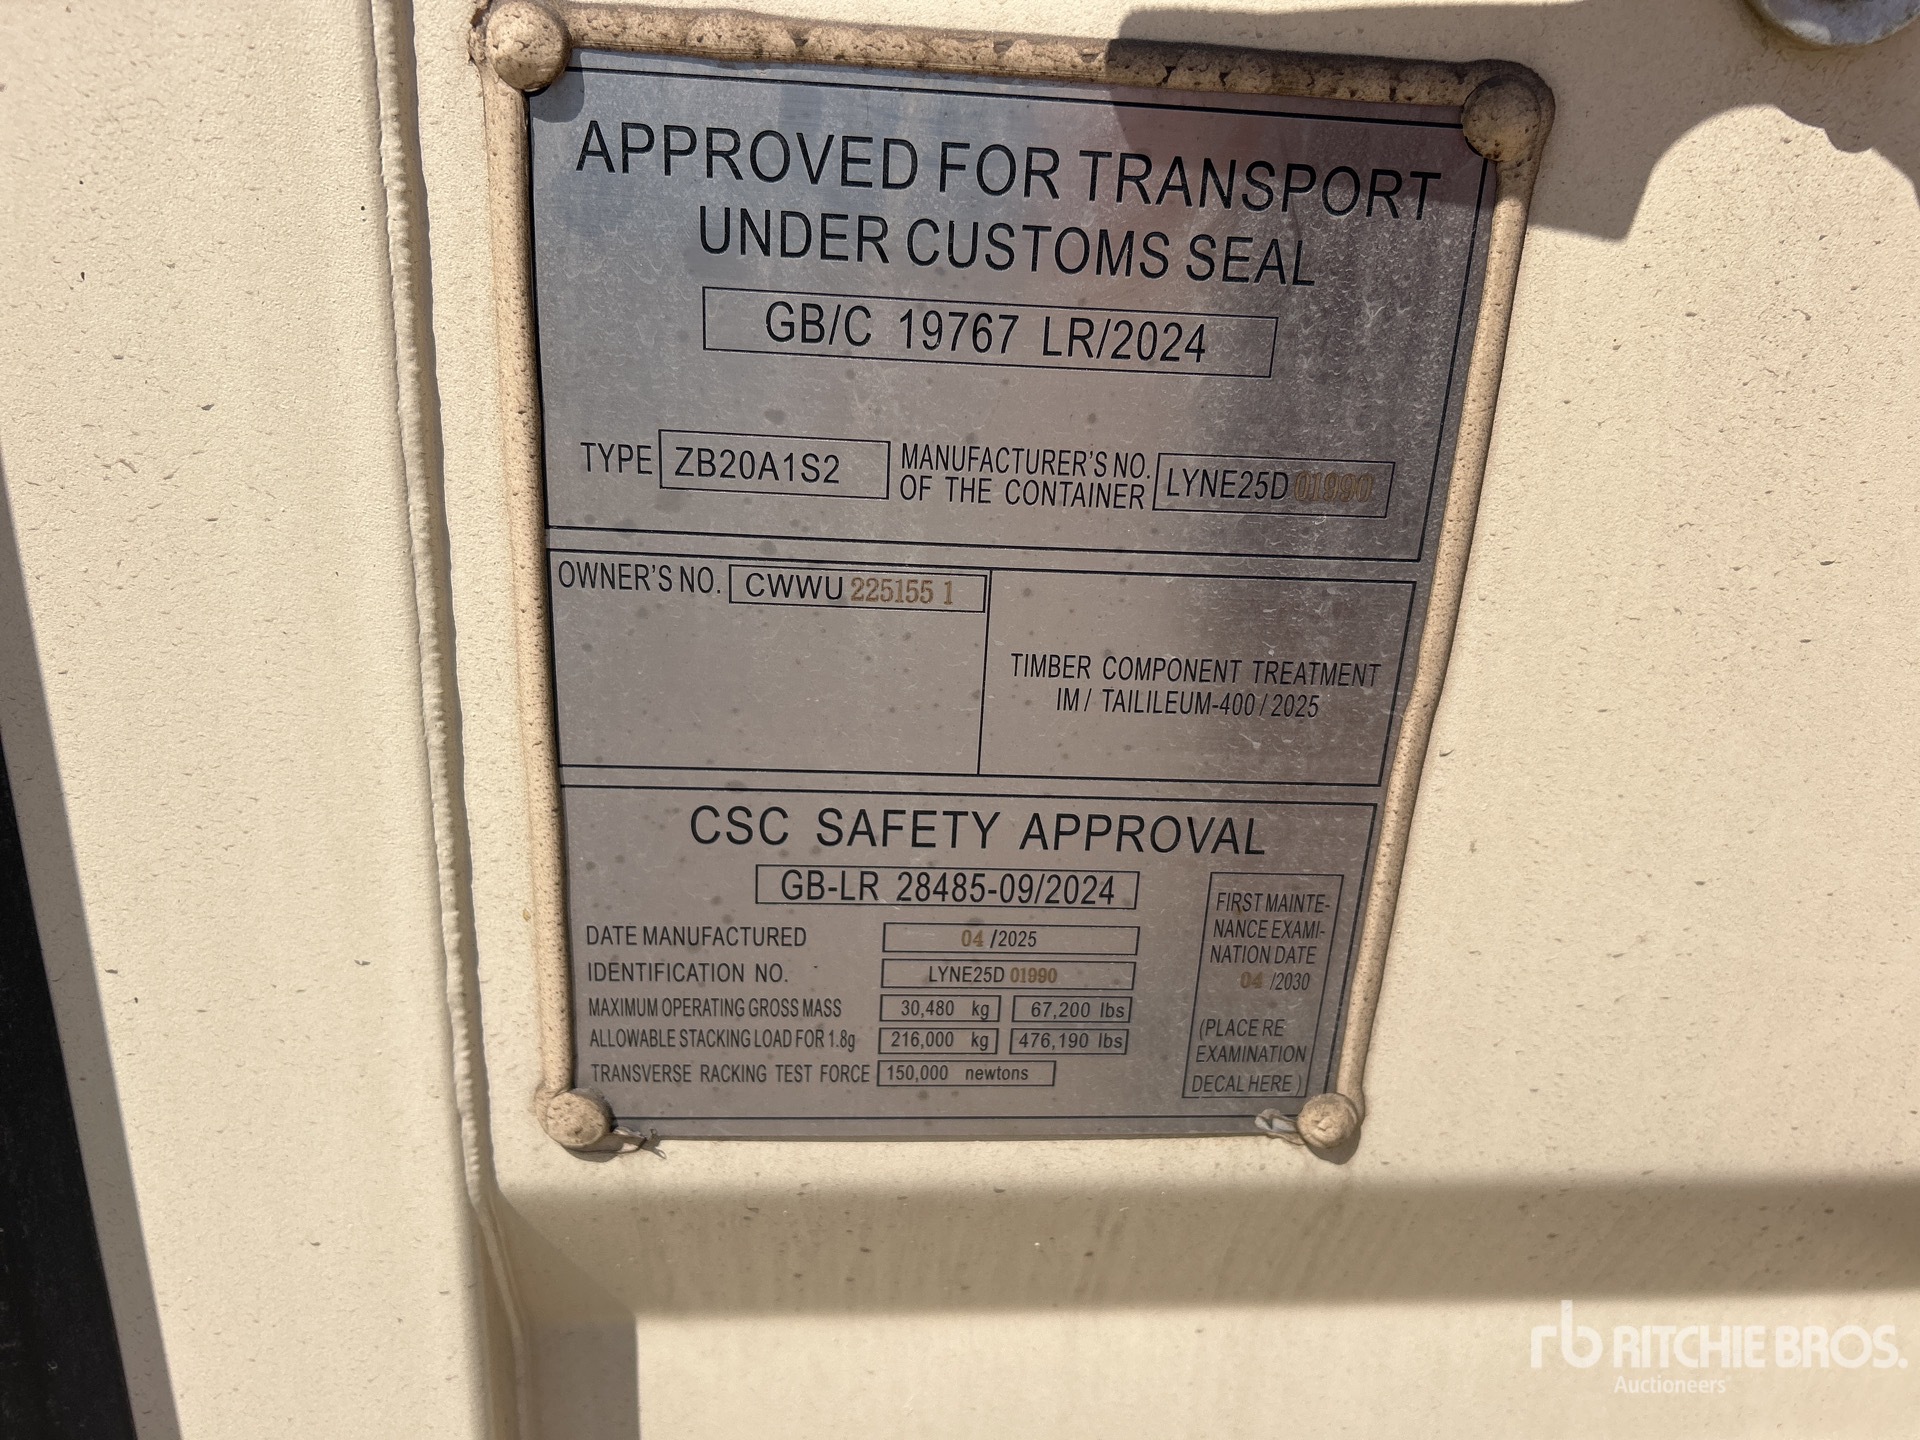 APPROVED FOR TRANSPORT
UNDER CUSTOMS SEAL
GB/C 19767 LR/2024
TYPE ZB20A1S2
MANUFACTURER'S NO.
OF THE CONTAINER
LYNE25D 01990
OWNER'S NO. CWWU 225155 1
TIMBER COMPONENT TREATMENT
IM / TAILILEUM-400 / 2025
CSC SAFETY APPROVAL
GB-LR 28485-09/2024
DATE MANUFACTURED 04 /2025
IDENTIFICATION NO. LYNE25D 01990
MAXIMUM OPERATING GROSS MASS 30,480 kg 67,200 lbs
ALLOWABLE STACKING LOAD FOR 1.8g 216,000 kg 476,190 lbs
TRANSVERSE RACKING TEST FORCE 150,000 newtons
FIRST MAINTE-
NANCE EXAMI-
NATION DATE
04 /2030
(PLACE RE
EXAMINATION
DECAL HERE)
rb RITCHIE BROS.
Auctioneers